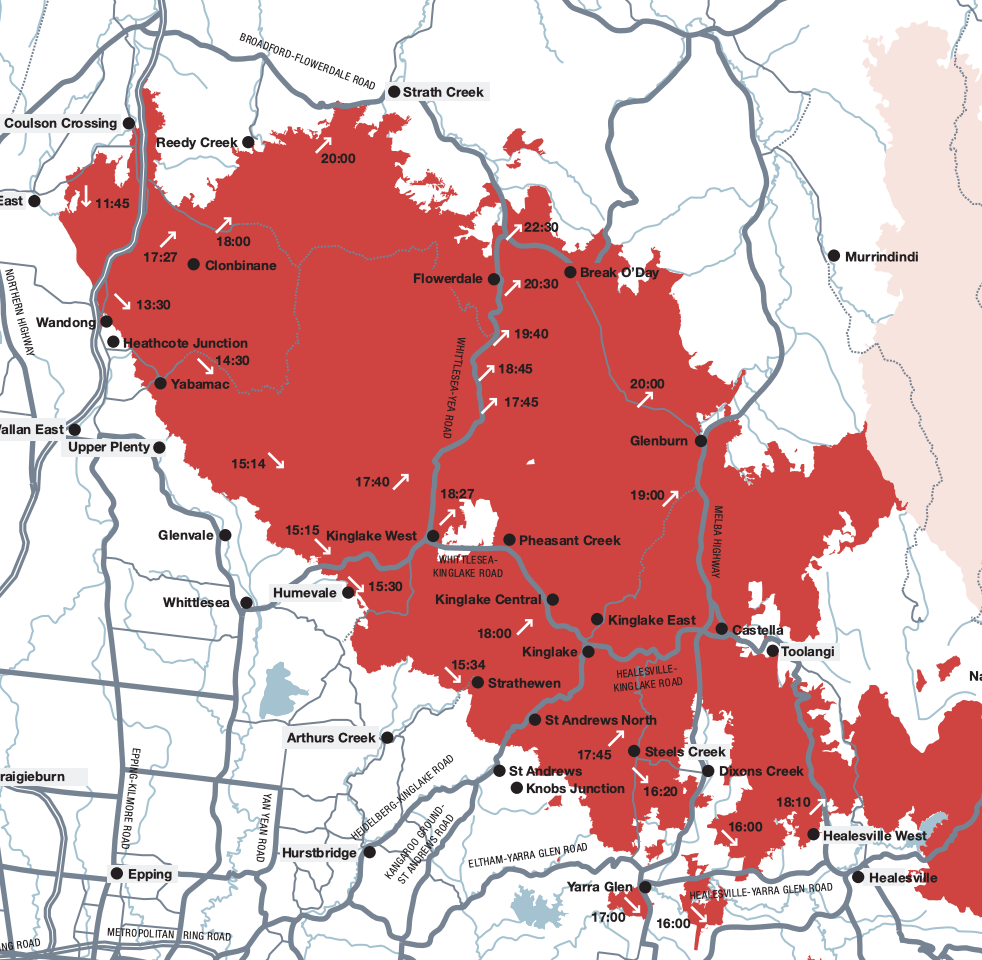 BROADFORD-FLOWERDALE ROAD
Strath Creek
Coulson Crossing
Reedy Creek
20:00
East
11:45
18:00
17:27
22:30
Clonbinane
Murrindindi
Flowerdale
Break O'Day
20:30
NORTHERN HIGHWAY
13:30
Wandong
Heathcote Junction
19:40
14:30
18:45
Yabamac
20:00
WHITTLESEA-YEA ROAD
17:45
Wallan East
Upper Plenty
Glenburn
15:14
17:40
18:27
19:00
MELBA HIGHWAY
Glenvale
15:15
Kinglake West
Pheasant Creek
WHITTLESEA-
KINGLAKE ROAD
Humevale
15:30
Whittlesea
Kinglake Central
Kinglake East
18:00
Castella
Kinglake
Toolangi
15:34
HEALESVILLE-
KINGLAKE ROAD
Na
Strathewen
St Andrews North
Arthurs Creek
17:45
Steels Creek
raigieburn
St Andrews
Dixons Creek
Knobs Junction
16:20
EPPING-KILMORE ROAD
YAN YEAN ROAD
HEIDELBERG-KINGLAKE ROAD
KANGAROO GROUND-
ST ANDREWS ROAD
18:10
16:00
Healesville West
Hurstbridge
ELTHAM-YARRA GLEN ROAD
Epping
Yarra Glen
HEALESVILLE-YARRA GLEN ROAD
Healesville
17:00
16:00
METROPOLITAN RING ROAD
NG ROAD